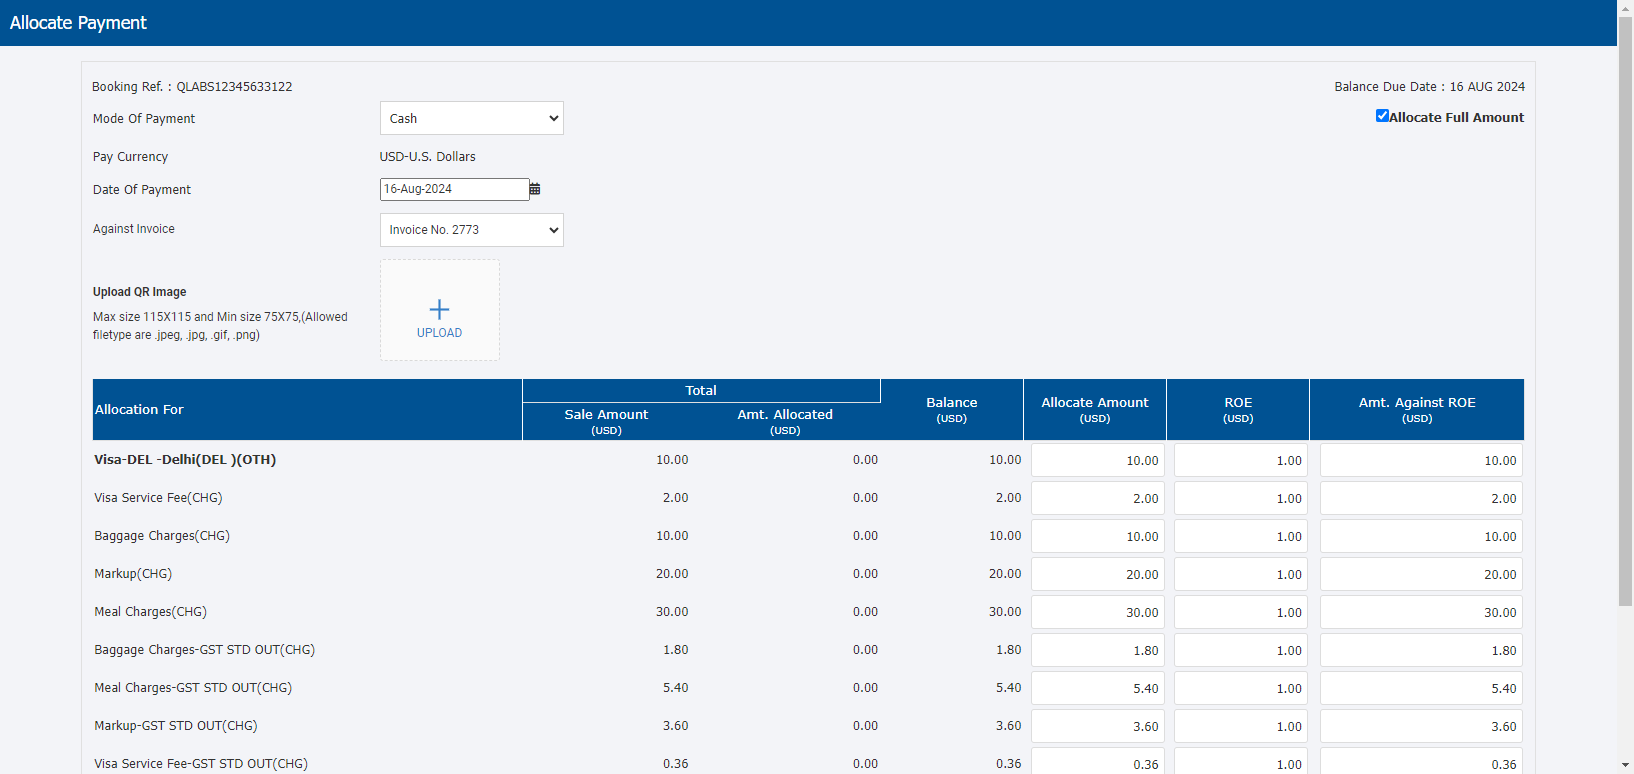 Allocate Payment
Booking Ref. : QLABS12345633122
Balance Due Date : 16 AUG 2024
Mode Of Payment
Cash
Allocate Full Amount
Pay Currency
USD-U.S. Dollars
Date Of Payment
16-Aug-2024
Against Invoice
Invoice No. 2773
Upload QR Image
Max size 115X115 and Min size 75X75,(Allowed
filetype are .jpeg, .jpg, .gif, .png)
UPLOAD
Allocation For
Total
Sale Amount
(USD)
Amt. Allocated
(USD)
Balance
(USD)
Allocate Amount
(USD)
ROE
(USD)
Amt. Against ROE
(USD)
Visa-DEL -Delhi(DEL )(OTH) 10.00 0.00 10.00 10.00 1.00 10.00
Visa Service Fee(CHG) 2.00 0.00 2.00 2.00 1.00 2.00
Baggage Charges(CHG) 10.00 0.00 10.00 10.00 1.00 10.00
Markup(CHG) 20.00 0.00 20.00 20.00 1.00 20.00
Meal Charges(CHG) 30.00 0.00 30.00 30.00 1.00 30.00
Baggage Charges-GST STD OUT(CHG) 1.80 0.00 1.80 1.80 1.00 1.80
Meal Charges-GST STD OUT(CHG) 5.40 0.00 5.40 5.40 1.00 5.40
Markup-GST STD OUT(CHG) 3.60 0.00 3.60 3.60 1.00 3.60
Visa Service Fee-GST STD OUT(CHG) 0.36 0.00 0.36 0.36 1.00 0.36